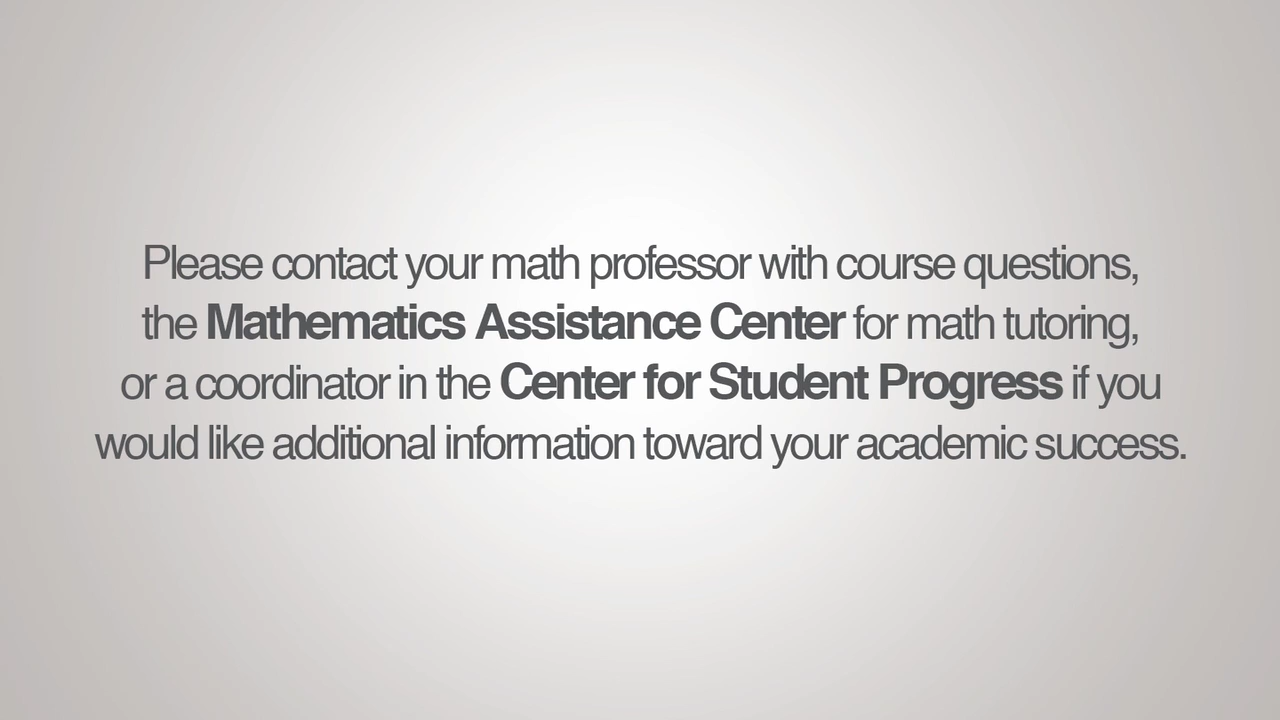 Please contact your math professor with course questions,
the Mathematics Assistance Center for math tutoring,
or a coordinator in the Center for Student Progress if you
would like additional information toward your academic success.